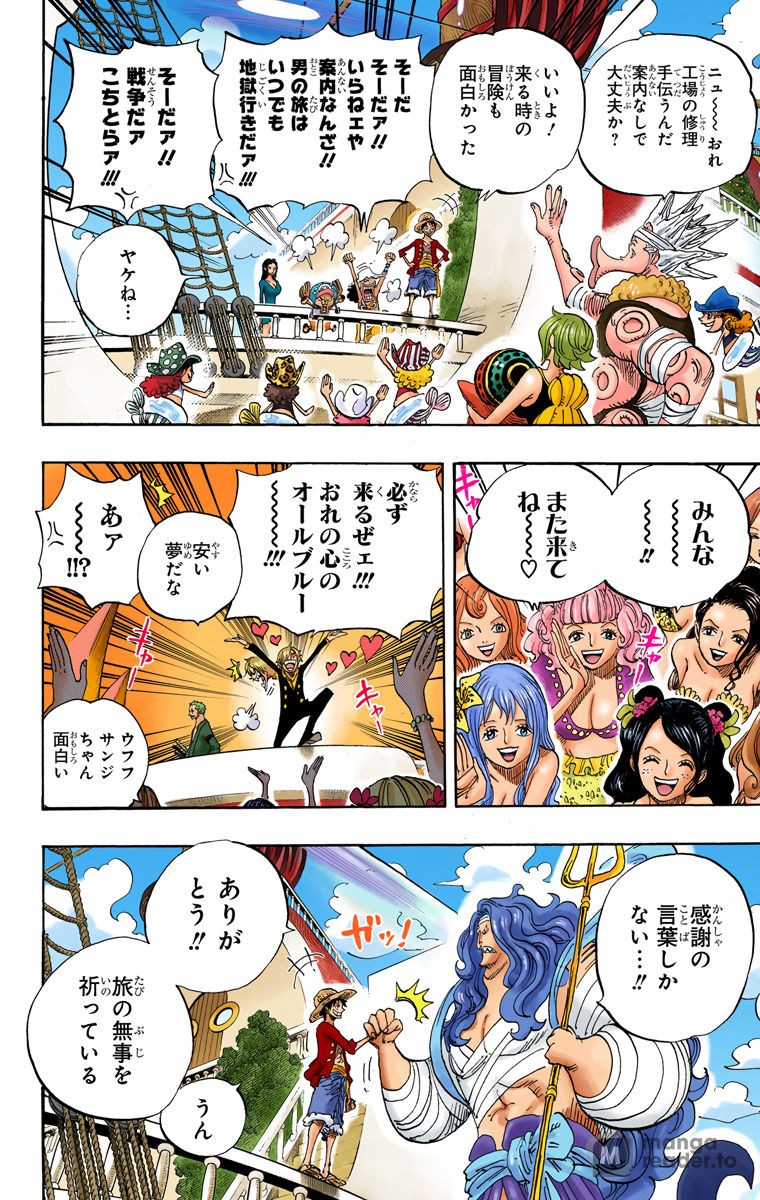 ニュ〜〜おれ
工場の修理
手伝うんだ
案内なしで
大丈夫か?
いいよ!
来る時の
冒険も
面白かった
そーだ
そーだァ!!
いらねェや
案内なんざ!!
男の旅は
いつでも
地獄行きだァ!!!
そーだァ!!
戦争だァ
こちとらァ!!!
ヤケね…
みんな
〜〜!!
また来て
ね〜〜♡
キャー
キャー
必ず
来るぜェ!!!
おれの心の
オールブルー
〜〜!!!
安い
夢だな
あァ
〜〜!!?
キャー
キャー
ウフフ
サンジ
ちゃん
面白い
感謝の
言葉しか
ない…!!
ガッ!
ありが
とう!!
旅の無事を
祈っている
うん
manga
reader.to